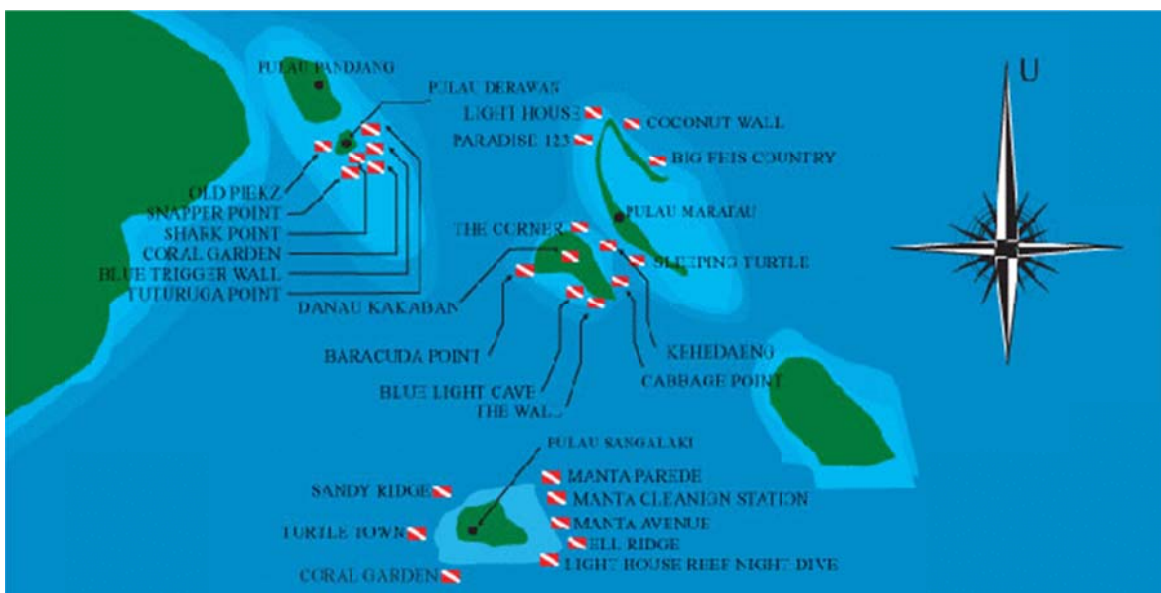 PULAU PANDJANG
PULAU DERAWAN
U
LIGHT HOUSE
COCONUT WALL
PARADISE 123
BIG FEIS COUNTRY
OLD PIEKZ
SNAPPER POINT
SHARK POINT
CORAL GARDEN
BLUE TRIGGER WALL
TUTURUGA POINT
PULAU MARATAU
THE CORNER
SLEEPING TURTLE
DANAU KAKABAN
BARACUDA POINT
KEHEDAENG
CABBAGE POINT
BLUE LIGHT CAVE
THE WALL
PULAU SANGALAKI
MANTA PAREDE
SANDY RIDGE
MANTA CLEANION STATION
MANTA AVENUE
TURTLE TOWN
ELL RIDGE
LIGHT HOUSE REEF NIGHT DIVE
CORAL GARDEN